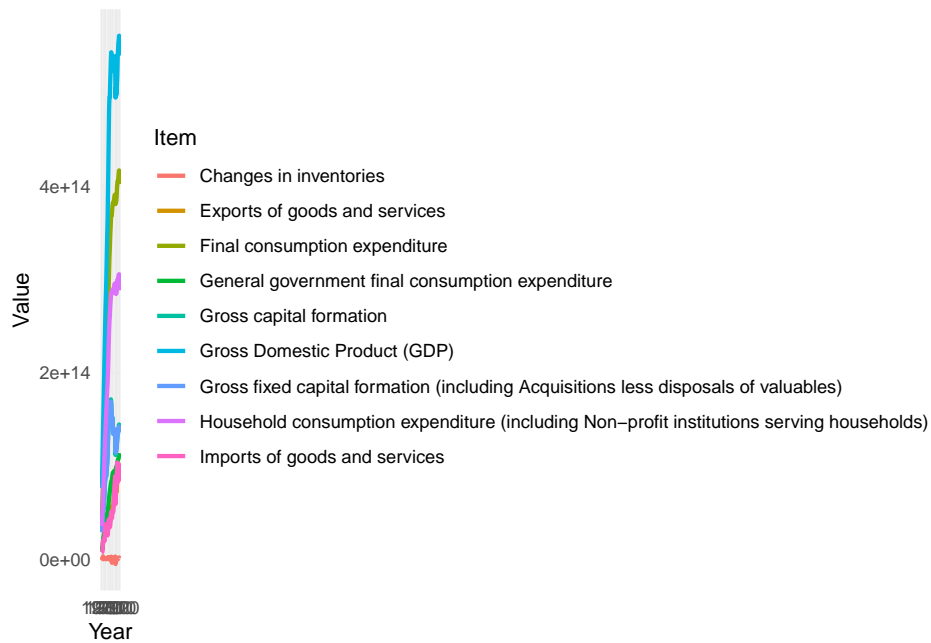 Item
Changes in inventories
Exports of goods and services
Final consumption expenditure
General government final consumption expenditure
Gross capital formation
Gross Domestic Product (GDP)
Gross fixed capital formation (including Acquisitions less disposals of valuables)
Household consumption expenditure (including Non−profit institutions serving households)
Imports of goods and services
Value
4e+14
2e+14
0e+00
Year